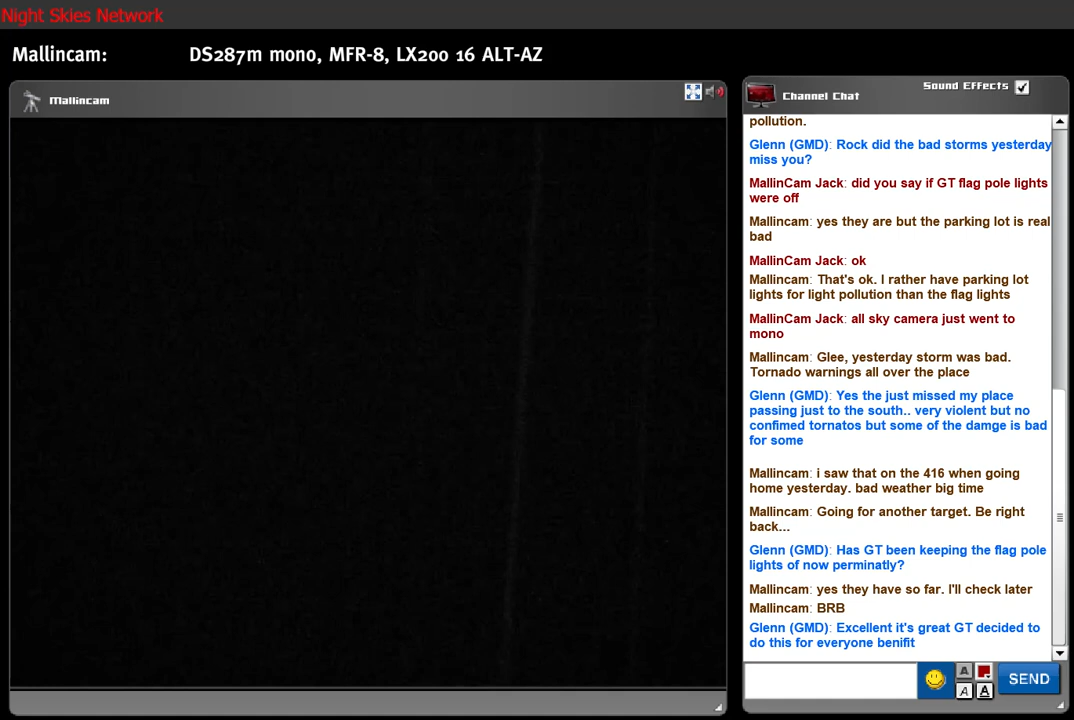 Night Skies Network
Mallincam: DS287m mono, MFR-8, LX200 16 ALT-AZ
Mallincam
Sound Effects
Channel Chat
pollution.
Glenn (GMD): Rock did the bad storms yesterday
miss you?
MallinCam Jack: did you say if GT flag pole lights
were off
Mallincam: yes they are but the parking lot is real
bad
MallinCam Jack: ok
Mallincam: That's ok. I rather have parking lot
lights for light pollution than the flag lights
MallinCam Jack: all sky camera just went to
mono
Mallincam: Glee, yesterday storm was bad.
Tornado warnings all over the place
Glenn (GMD): Yes the just missed my place
passing just to the south.. very violent but no
confimed tornatos but some of the damge is bad
for some
Mallincam: i saw that on the 416 when going
home yesterday. bad weather big time
Mallincam: Going for another target. Be right
back...
Glenn (GMD): Has GT been keeping the flag pole
lights of now perminatly?
Mallincam: yes they have so far. I'll check later
Mallincam: BRB
Glenn (GMD): Excellent it's great GT decided to
do this for everyone benifit
A
A A
SEND